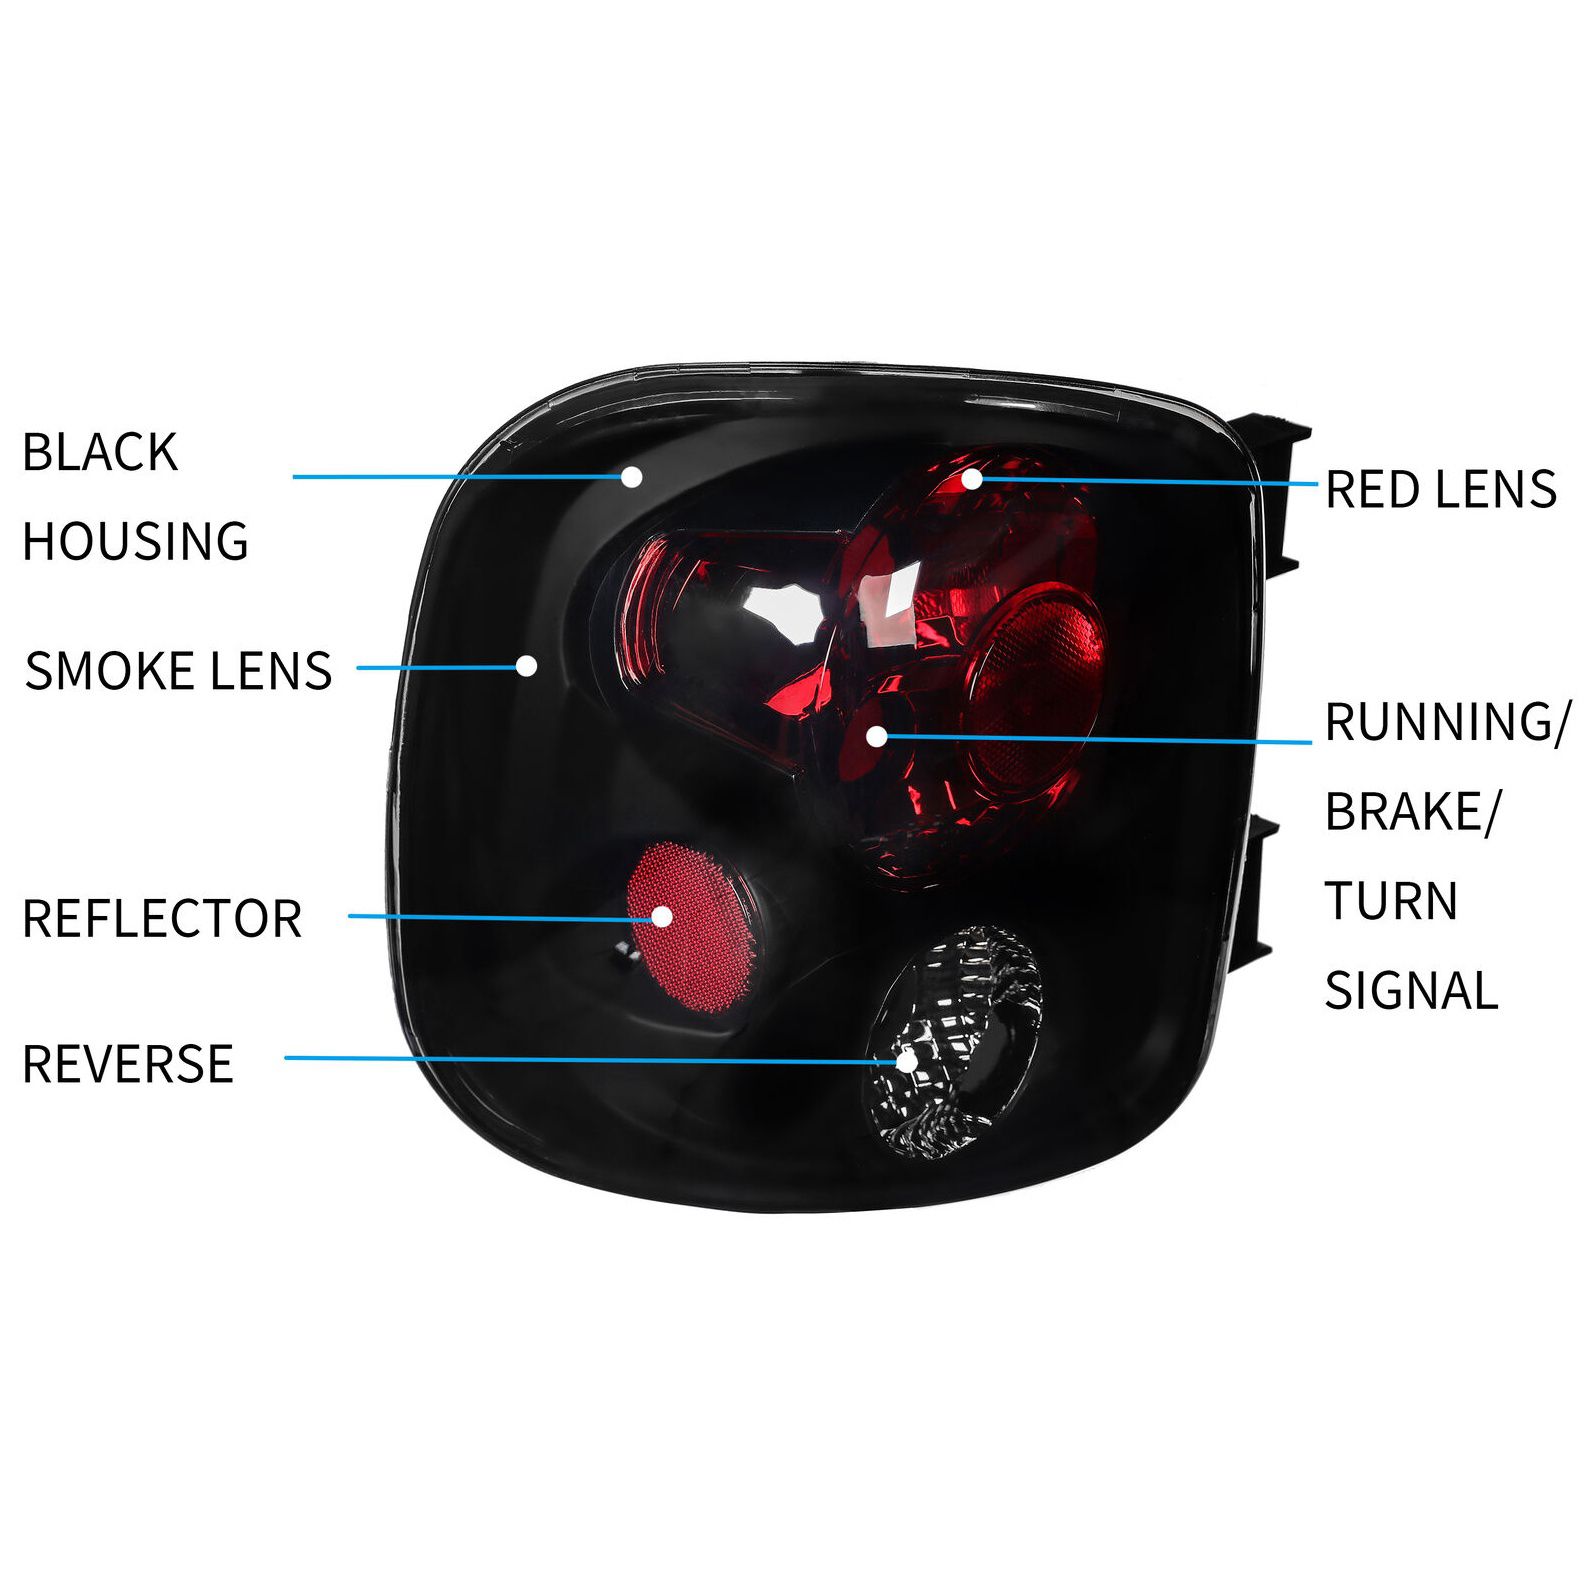 BLACK
HOUSING
SMOKE LENS
REFLECTOR
REVERSE
RED LENS
RUNNING/
BRAKE/
TURN
SIGNAL